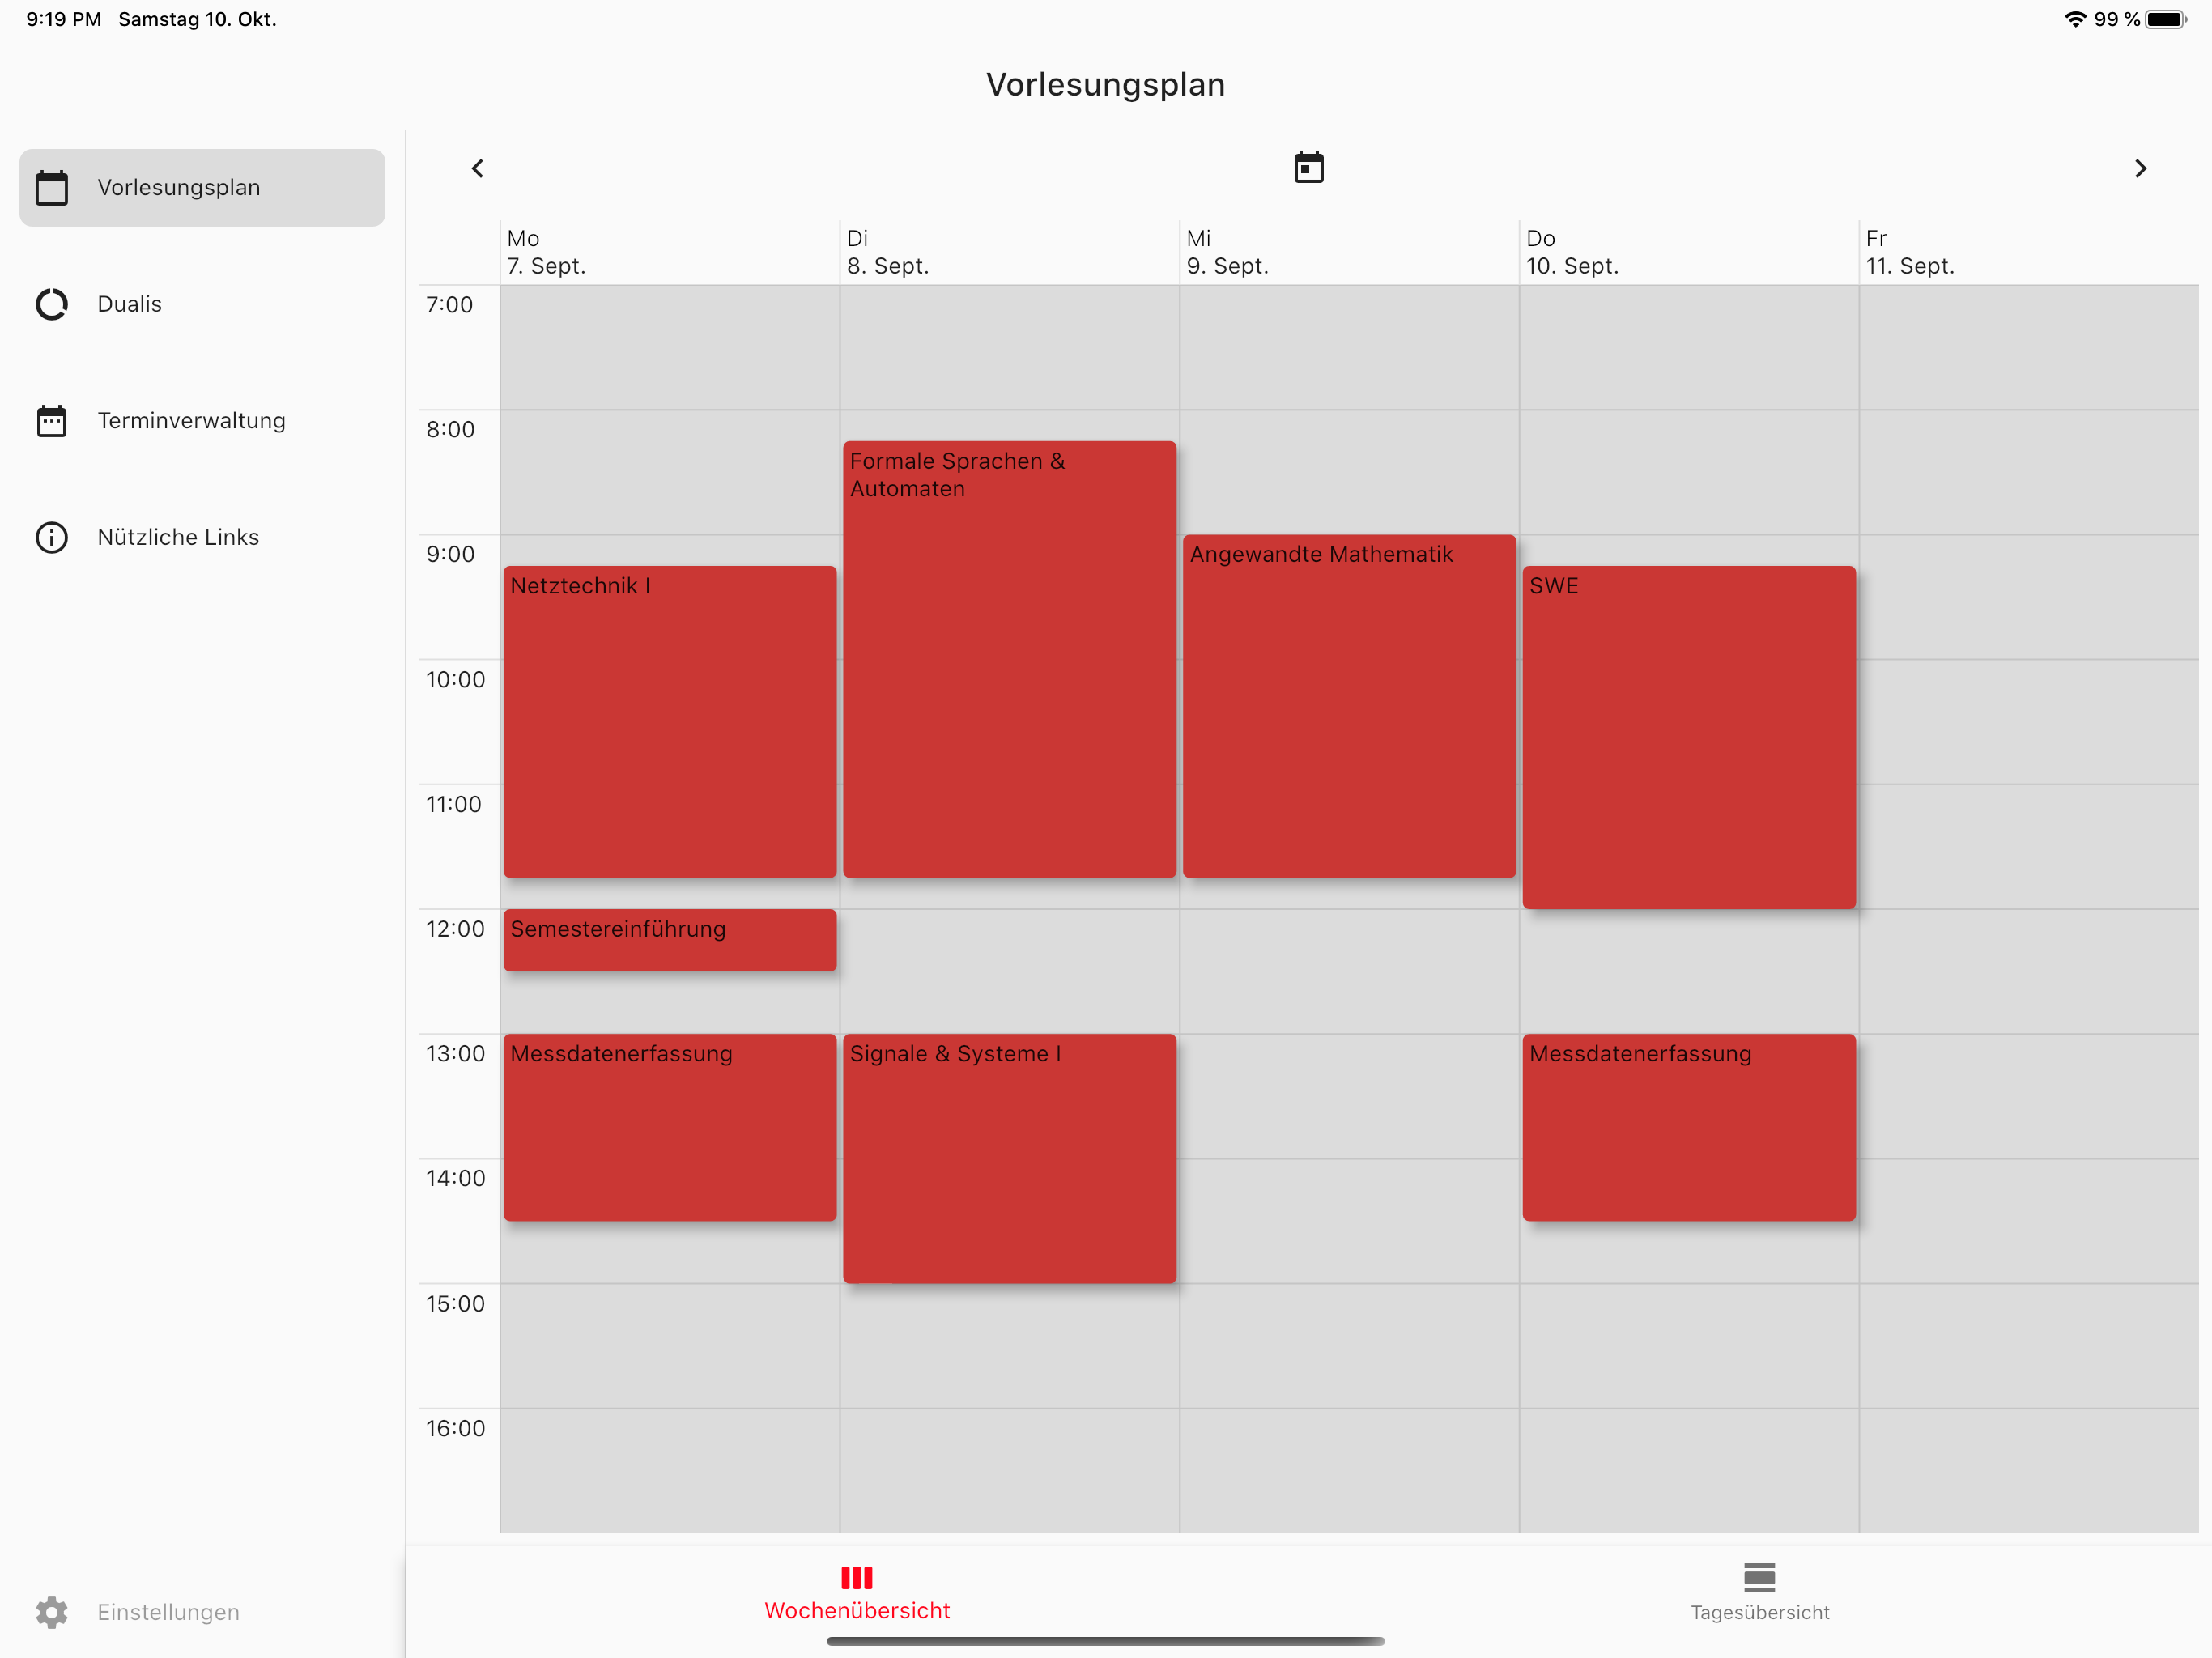 9:19 PM Samstag 10. Okt.
99 %
Vorlesungsplan
Vorlesungsplan
Dualis
Terminverwaltung
Nützliche Links
Einstellungen
Mo
7. Sept.
Di
8. Sept.
Mi
9. Sept.
Do
10. Sept.
Fr
11. Sept.
7:00
8:00
9:00
10:00
11:00
12:00
13:00
14:00
15:00
16:00
Netztechnik I
Semestereinführung
Messdatenerfassung
Formale Sprachen &
Automaten
Signale & Systeme I
Angewandte Mathematik
SWE
Messdatenerfassung
Wochenübersicht
Tagesübersicht